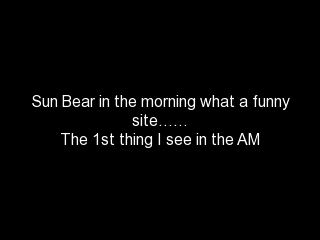 Sun Bear in the morning what a funny
site……
The 1st thing I see in the AM